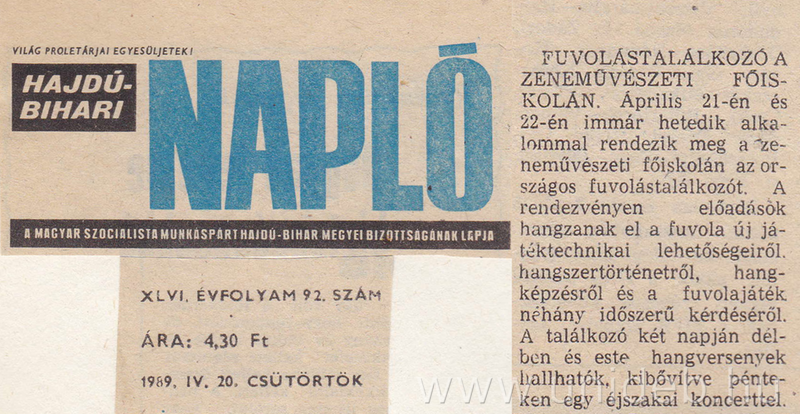 VILÁG PROLETÁRJAI EGYESÜLJETEK!
HAJDÚ-
BIHARI
NAPLÓ
A MAGYAR SZOCIALISTA MUNKÁSPÁRT HAJDÚ-BIHAR MEGYEI BIZOTTSÁGÁNAK LAPJA
XLVI. ÉVFOLYAM 92. SZÁM
ÁRA: 4,30 Ft
1989. IV. 20. CSÜTÖRTÖK
FUVOLÁSTALÁLKOZÓ A
ZENEMŰVÉSZETI FŐIS-
KOLÁN. Április 21-én és
22-én immár hetedik alka-
lommal rendezik meg a ze-
neművészeti főiskolán az or-
szágos fuvolástalálkozót. A
rendezvényen előadások
hangzanak el a fuvola új já-
téktechnikai lehetőségeiről.
hangszertörténetről, hang-
képzésről és a fuvolajáték
néhány időszerű kérdéséről.
A találkozó két napján dél-
ben és este hangversenyek
hallhatók, kibővítve pénte-
ken egy éjszakai koncerttel.